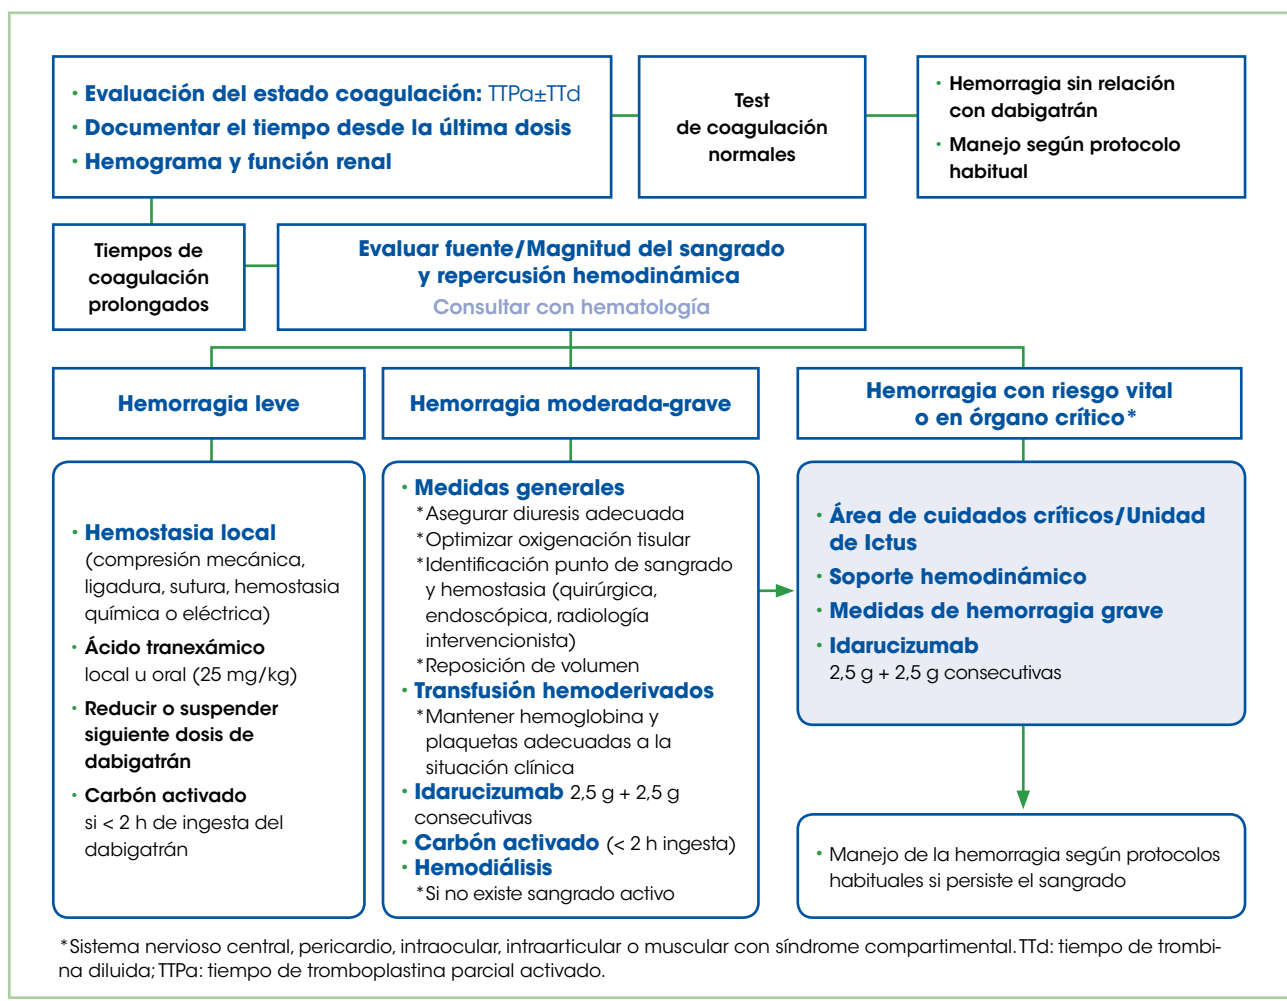 • Evaluación del estado coagulación: TTPa±TTd
• Documentar el tiempo desde la última dosis
• Hemograma y función renal
Test
de coagulación
normales
• Hemorragia sin relación
con dabigatrán
• Manejo según protocolo
habitual
Tiempos de
coagulación
prolongados
Evaluar fuente/Magnitud del sangrado
y repercusión hemodinámica
Consultar con hematología
Hemorragia leve
Hemorragia moderada-grave
Hemorragia con riesgo vital
o en órgano crítico*
• Hemostasia local
(compresión mecánica,
ligadura, sutura, hemostasia
química o eléctrica)
• Ácido tranexámico
local u oral (25 mg/kg)
• Reducir o suspender
siguiente dosis de
dabigatrán
• Carbón activado
si < 2 h de ingesta del
dabigatrán
• Medidas generales
*Asegurar diuresis adecuada
*Optimizar oxigenación tisular
*Identificación punto de sangrado
y hemostasia (quirúrgica,
endoscópica, radiología
intervencionista)
*Reposición de volumen
• Transfusión hemoderivados
*Mantener hemoglobina y
plaquetas adecuadas a la
situación clínica
• Idarucizumab 2,5 g + 2,5 g
consecutivas
• Carbón activado (< 2 h ingesta)
• Hemodiálisis
*Si no existe sangrado activo
• Área de cuidados críticos/Unidad
de Ictus
• Soporte hemodinámico
• Medidas de hemorragia grave
• Idarucizumab
2,5 g + 2,5 g consecutivas
• Manejo de la hemorragia según protocolos
habituales si persiste el sangrado
*Sistema nervioso central, pericardio, intraocular, intraarticular o muscular con síndrome compartimental. TTd: tiempo de trombi-
na diluida; TTPa: tiempo de tromboplastina parcial activado.